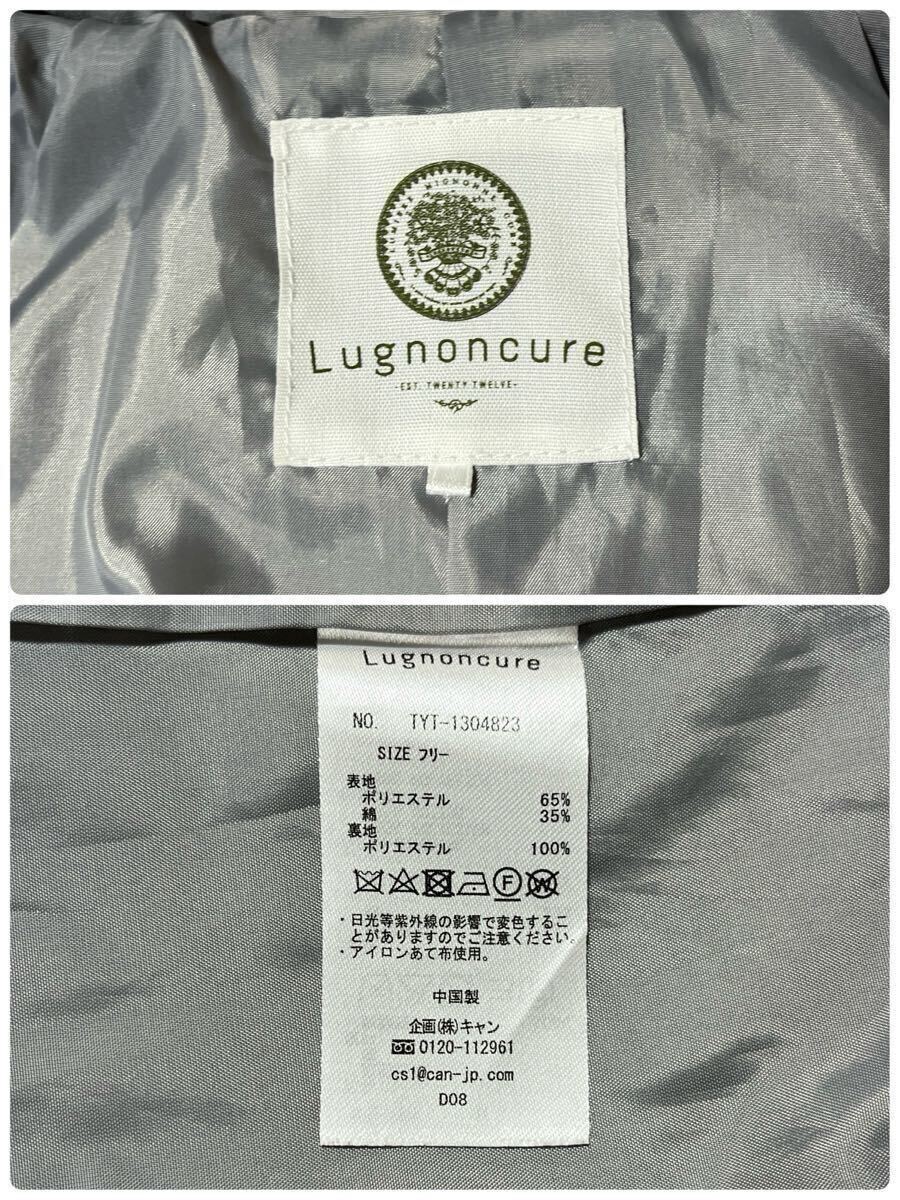 Lugnoncure
-EST. TWENTY TWELVE-
Lugnoncure
NO. TYT-1304823
SIZE フリー
表地
ポリエステル 65%
綿 35%
裏地
ポリエステル 100%
F W
・日光等紫外線の影響で変色するこ
とがありますのでご注意ください。
・アイロンあて布使用。
中国製
企画(株)キャン
0120-112961
cs1@can-jp.com
D08